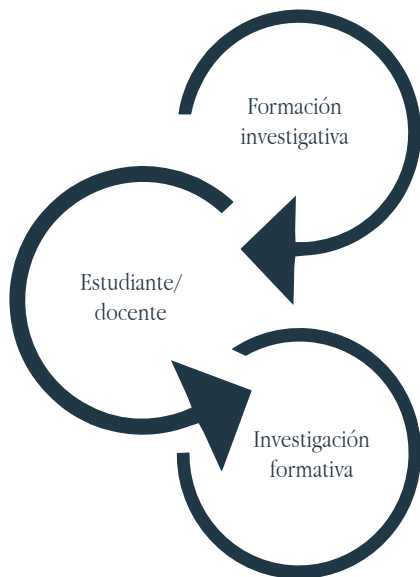 Formación
investigativa
Estudiante/
docente
Investigación
formativa